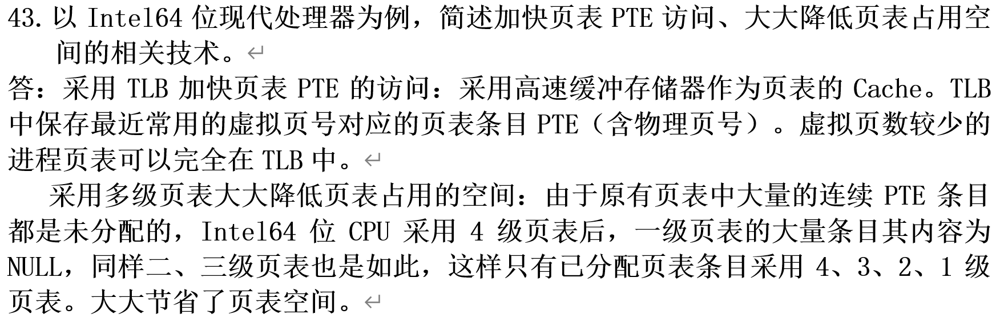 43. 以 Intel64 位现代处理器为例，简述加快页表 PTE 访问、大大降低页表占用空
间的相关技术。↵
答：采用 TLB 加快页表 PTE 的访问：采用高速缓冲存储器作为页表的 Cache。TLB
中保存最近常用的虚拟页号对应的页表条目 PTE（含物理页号）。虚拟页数较少的
进程页表可以完全在 TLB 中。↵
采用多级页表大大降低页表占用的空间：由于原有页表中大量的连续 PTE 条目
都是未分配的，Intel64 位 CPU 采用 4 级页表后，一级页表的大量条目其内容为
NULL，同样二、三级页表也是如此，这样只有已分配页表条目采用 4、3、2、1 级
页表。大大节省了页表空间。↵